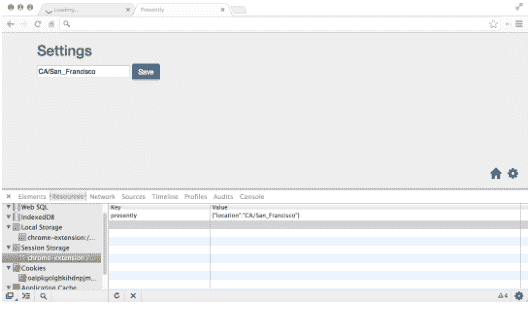 Loading...
Presently
Settings
CA/San_Francisco
Save
Elements Resources Network Sources Timeline Profiles Audits Console
Web SQL
IndexedDB
Local Storage
chrome-extension:/...
Session Storage
chrome-extension:/
Cookies
Application Cache
Key Value
presently {"location":"CA/San_Francisco"}
4